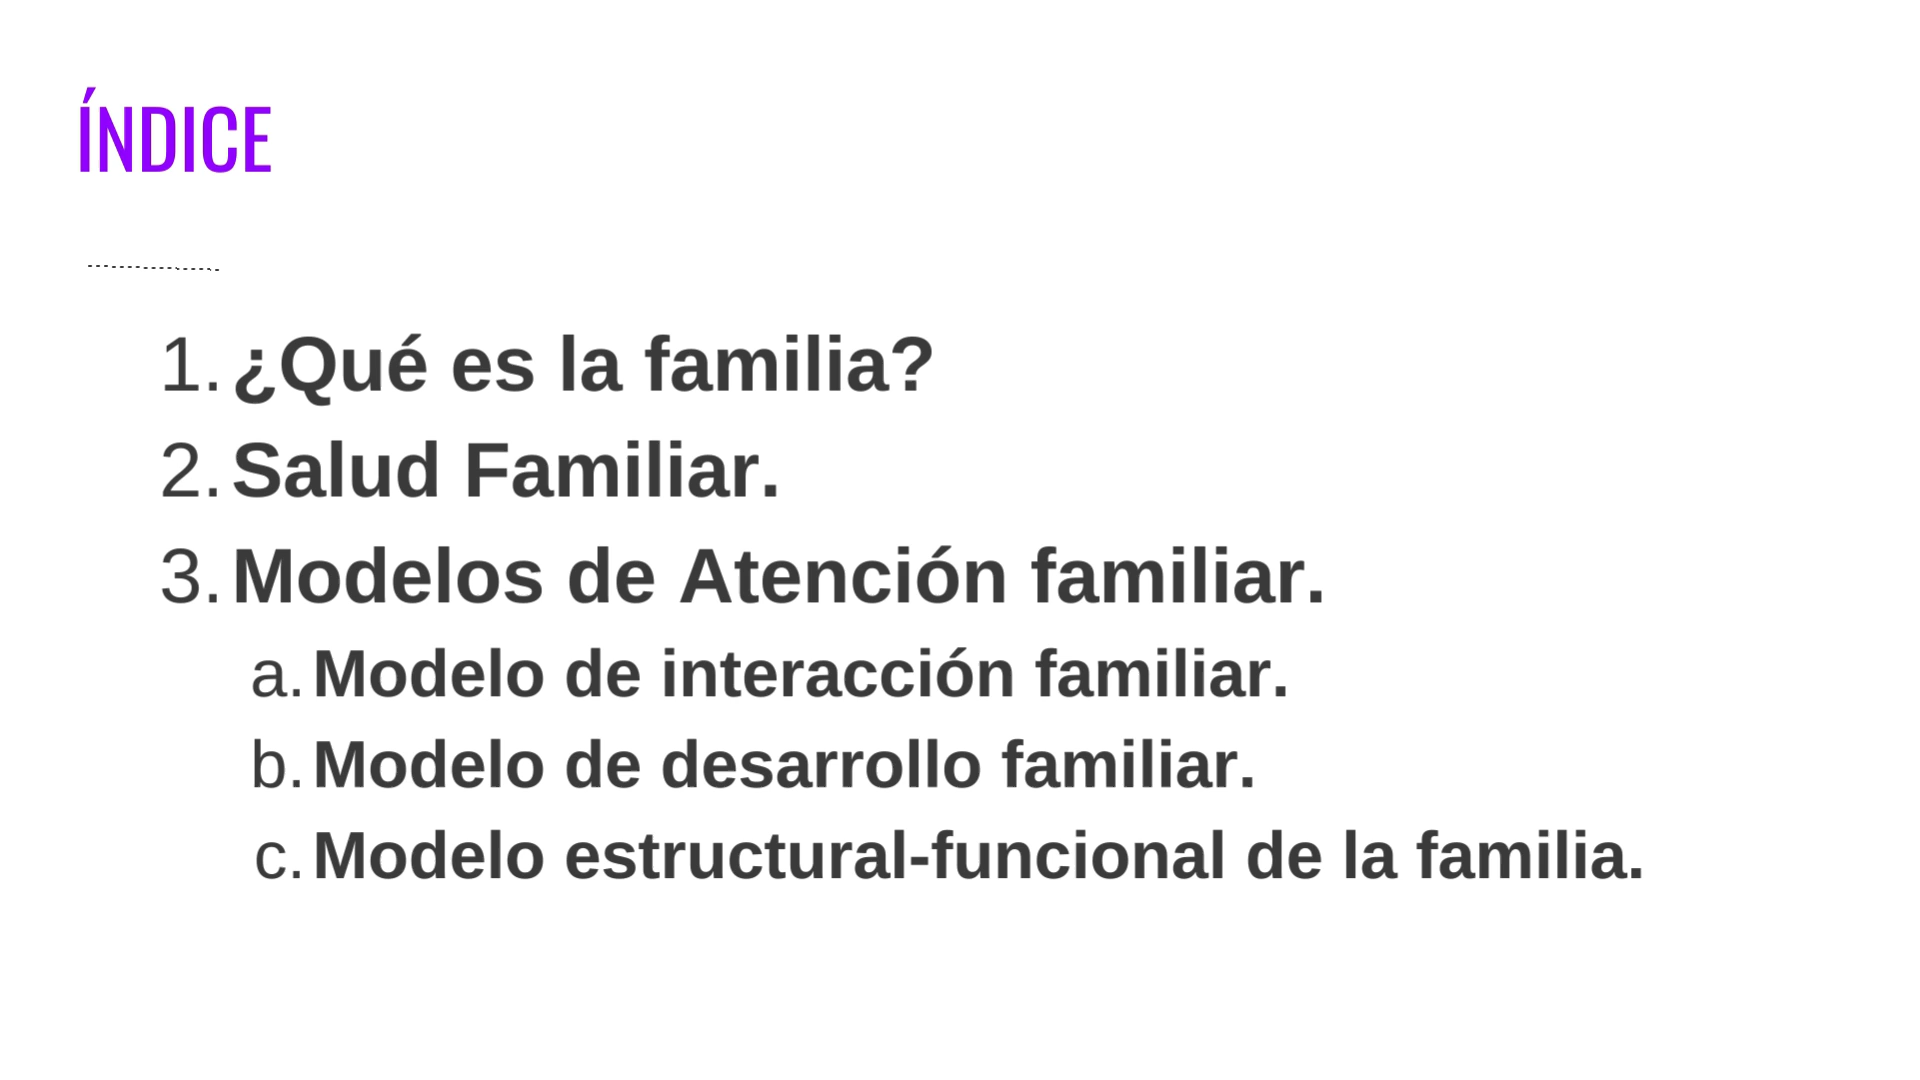 ÍNDICE
1. ¿Qué es la familia?
2. Salud Familiar.
3. Modelos de Atención familiar.
a. Modelo de interacción familiar.
b. Modelo de desarrollo familiar.
c. Modelo estructural-funcional de la familia.